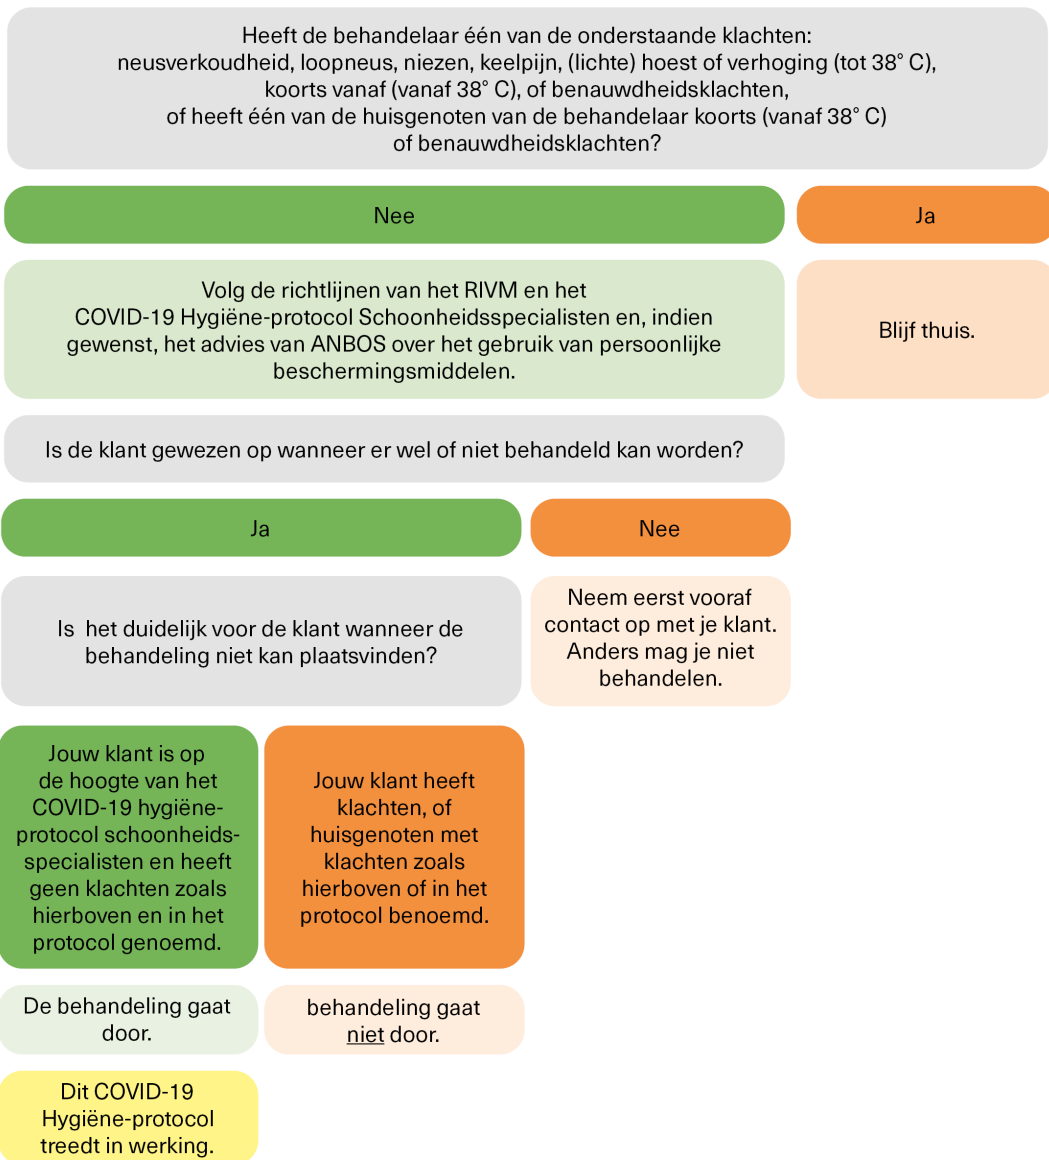 Heeft de behandelaar één van de onderstaande klachten:
neusverkoudheid, loopneus, niezen, keelpijn, (lichte) hoest of verhoging (tot 38° C),
koorts vanaf (vanaf 38° C), of benauwdheidsklachten,
of heeft één van de huisgenoten van de behandelaar koorts (vanaf 38° C)
of benauwdheidsklachten?
Nee
Ja
Volg de richtlijnen van het RIVM en het
COVID-19 Hygiëne-protocol Schoonheidsspecialisten en, indien
gewenst, het advies van ANBOS over het gebruik van persoonlijke
beschermingsmiddelen.
Blijf thuis.
Is de klant gewezen op wanneer er wel of niet behandeld kan worden?
Ja
Nee
Is  het duidelijk voor de klant wanneer de
behandeling niet kan plaatsvinden?
Neem eerst vooraf
contact op met je klant.
Anders mag je niet
behandelen.
Jouw klant is op
de hoogte van het
COVID-19 hygiëne-
protocol schoonheids-
specialisten en heeft
geen klachten zoals
hierboven en in het
protocol genoemd.
Jouw klant heeft
klachten, of
huisgenoten met
klachten zoals
hierboven of in het
protocol benoemd.
De behandeling gaat
door.
behandeling gaat
niet door.
Dit COVID-19
Hygiëne-protocol
treedt in werking.